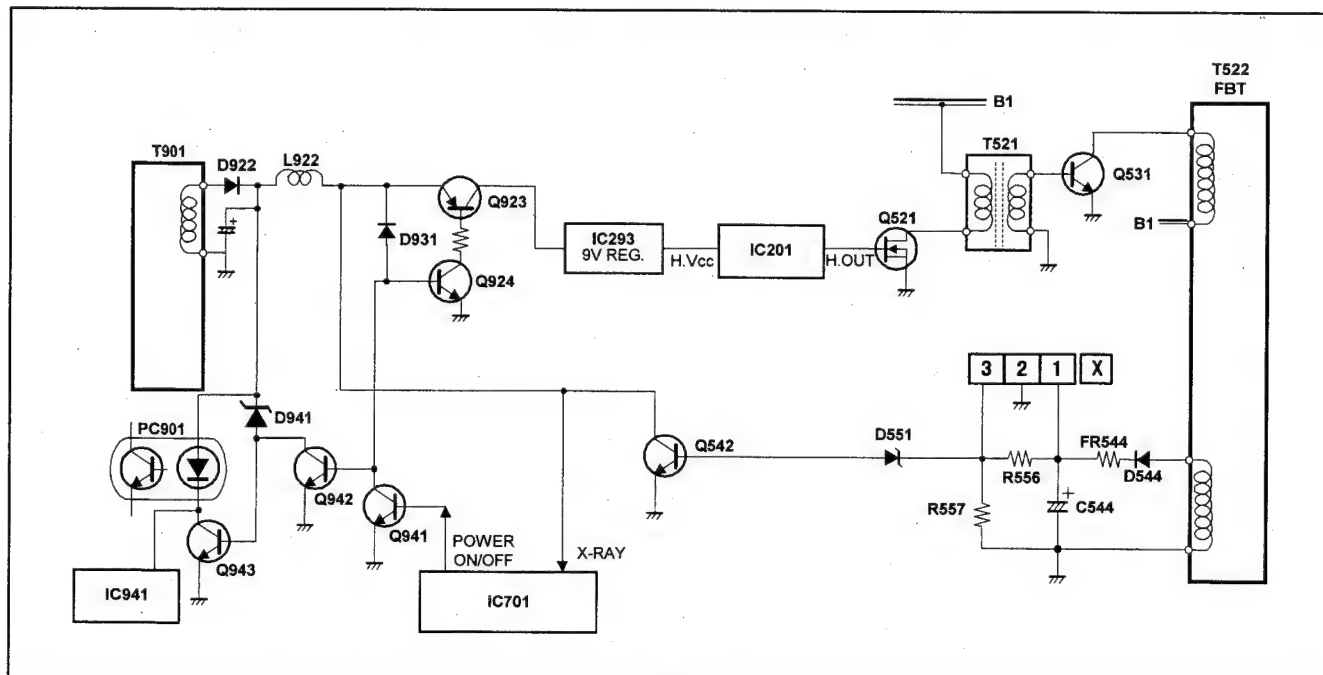 T522
FBT
B1
T521
T901
D922
L922
Q923
Q531
Q521
B1
D931
IC293
9V REG.
H.Vcc
IC201
H.OUT
Q924
3 2 1 X
D941
PC901
Q542
D551
FR544
R556
D544
Q942
R557
C544
Q941
POWER
ON/OFF
X-RAY
Q943
IC941
IC701